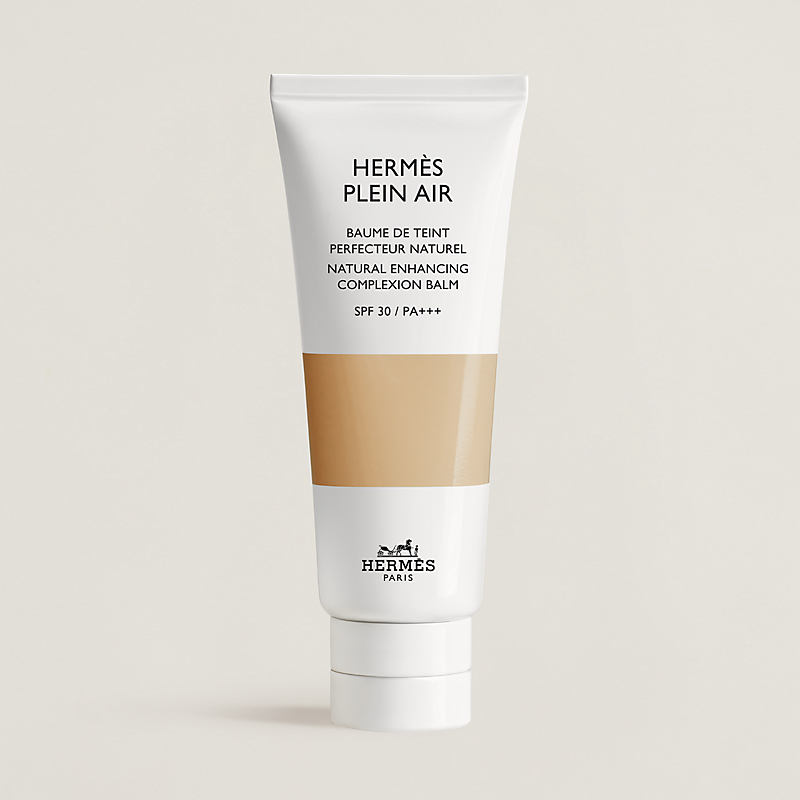 HERMÈS
PLEIN AIR
BAUME DE TEINT
PERFECTEUR NATUREL
NATURAL ENHANCING
COMPLEXION BALM
SPF 30 / PA+++
HERMÈS
PARIS